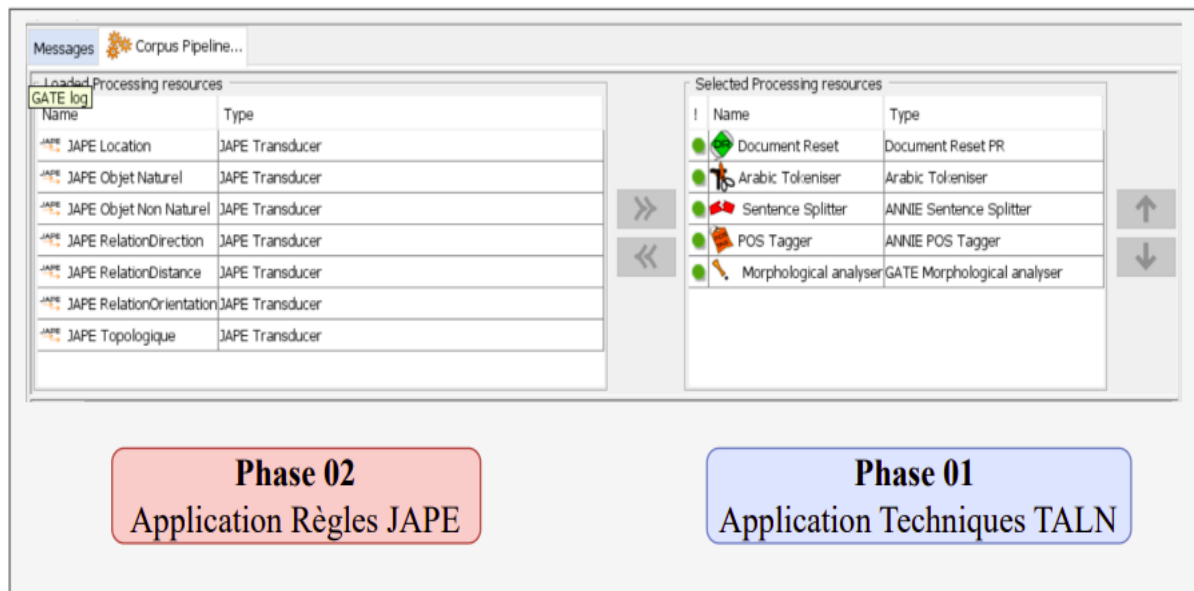 Messages Corpus Pipeline...
Loaded Processing resources
GATE log
Name Type
JAPE Location JAPE Transducer
JAPE Objet Naturel JAPE Transducer
JAPE Objet Non Naturel JAPE Transducer
JAPE RelationDirection JAPE Transducer
JAPE RelationDistance JAPE Transducer
JAPE RelationOrientation JAPE Transducer
JAPE Topologique JAPE Transducer
Selected Processing resources
! Name Type
Document Reset Document Reset PR
Arabic Tokeniser Arabic Tokeniser
Sentence Splitter ANNIE Sentence Splitter
POS Tagger ANNIE POS Tagger
Morphological analyser GATE Morphological analyser
Phase 02
Application Règles JAPE
Phase 01
Application Techniques TALN